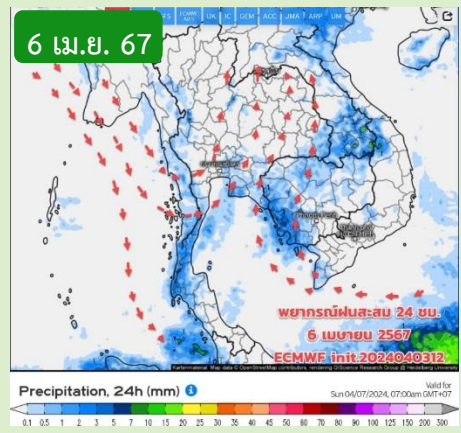 6 เม.ย. 67
FS ECMWF UK IC GEM ACC JMA ARP UM
พยากรณ์ฝนสะสม 24 ชม.
6 เมษายน 2567
ECMWF init.2024040312
Precipitation, 24h (mm)
Valid for
Sun 04/07/2024, 07:00am GMT+07
0.1 0.5 1 2 3 5 7 10 15 20 25 30 35 40 45 50 60 70 80 90 100 125 150 200 300